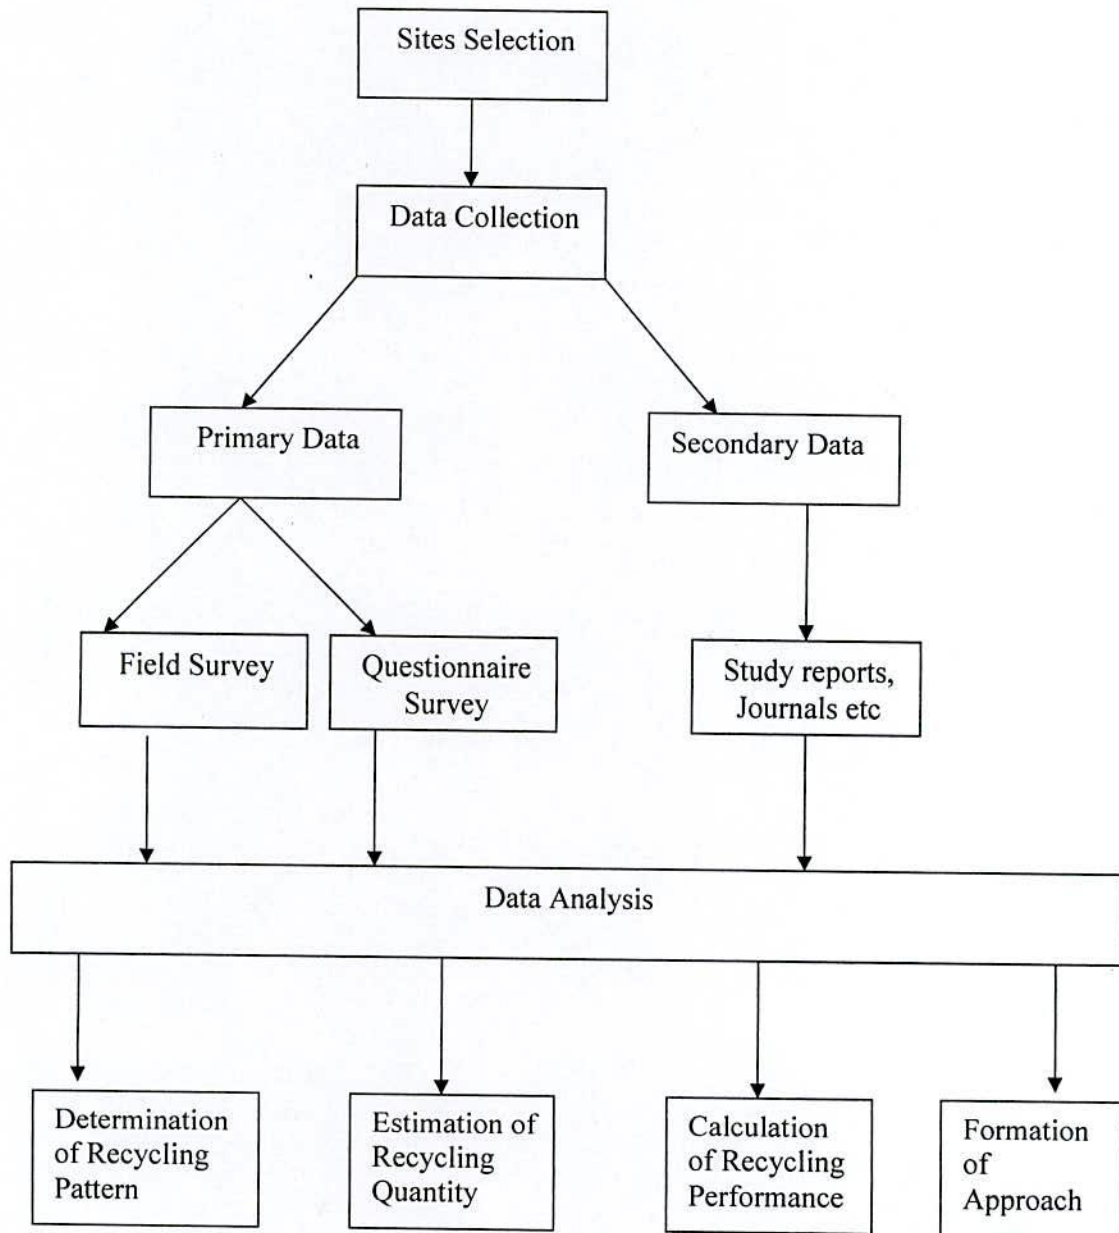 Sites Selection
Data Collection
Primary Data
Secondary Data
Field Survey
Questionnaire
Survey
Study reports,
Journals etc
Data Analysis
Determination
of Recycling
Pattern
Estimation of
Recycling
Quantity
Calculation
of Recycling
Performance
Formation
of
Approach